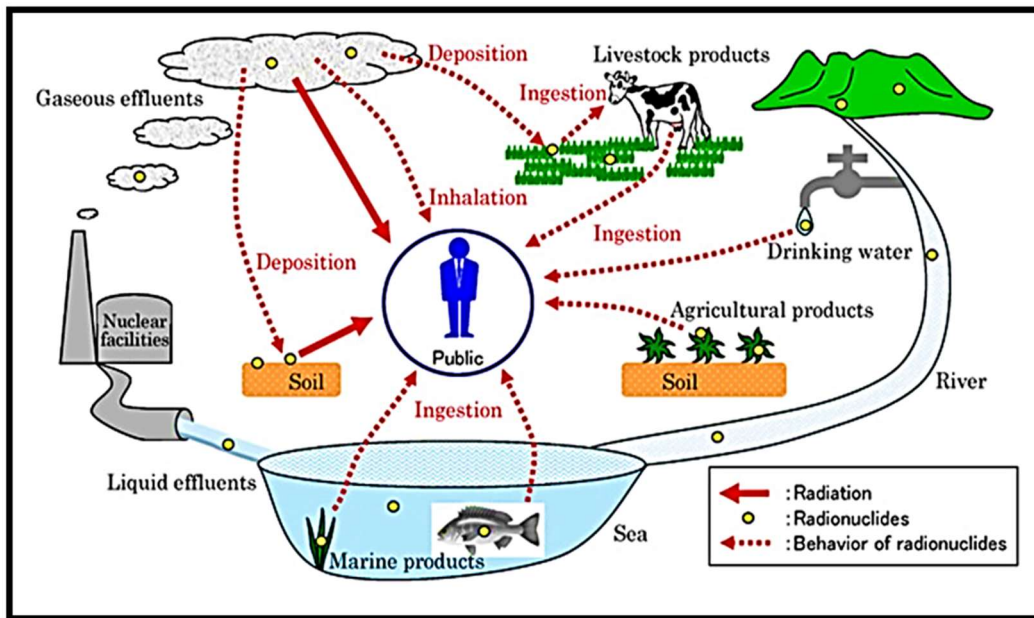 Deposition
Livestock products
Ingestion
Gaseous effluents
Inhalation
Ingestion
Drinking water
Deposition
Agricultural products
Nuclear
facilities
Public
Soil
Soil
River
Ingestion
Liquid effluents
Sea
Marine products
:Radiation
:Radionuclides
:Behavior of radionuclides